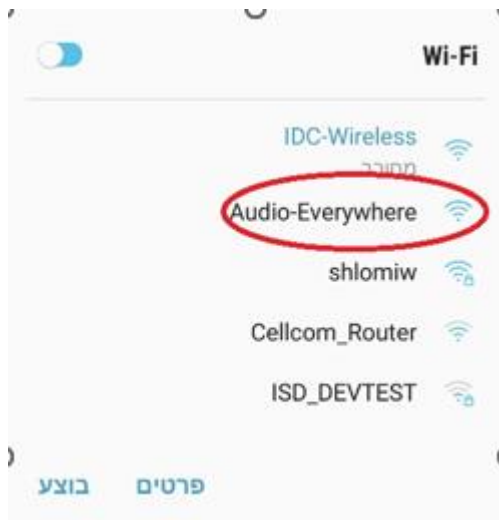 Wi-Fi
IDC-Wireless
מחובר
Audio-Everywhere
shlomiw
Cellcom_Router
ISD_DEVTEST
פרטים בוצע